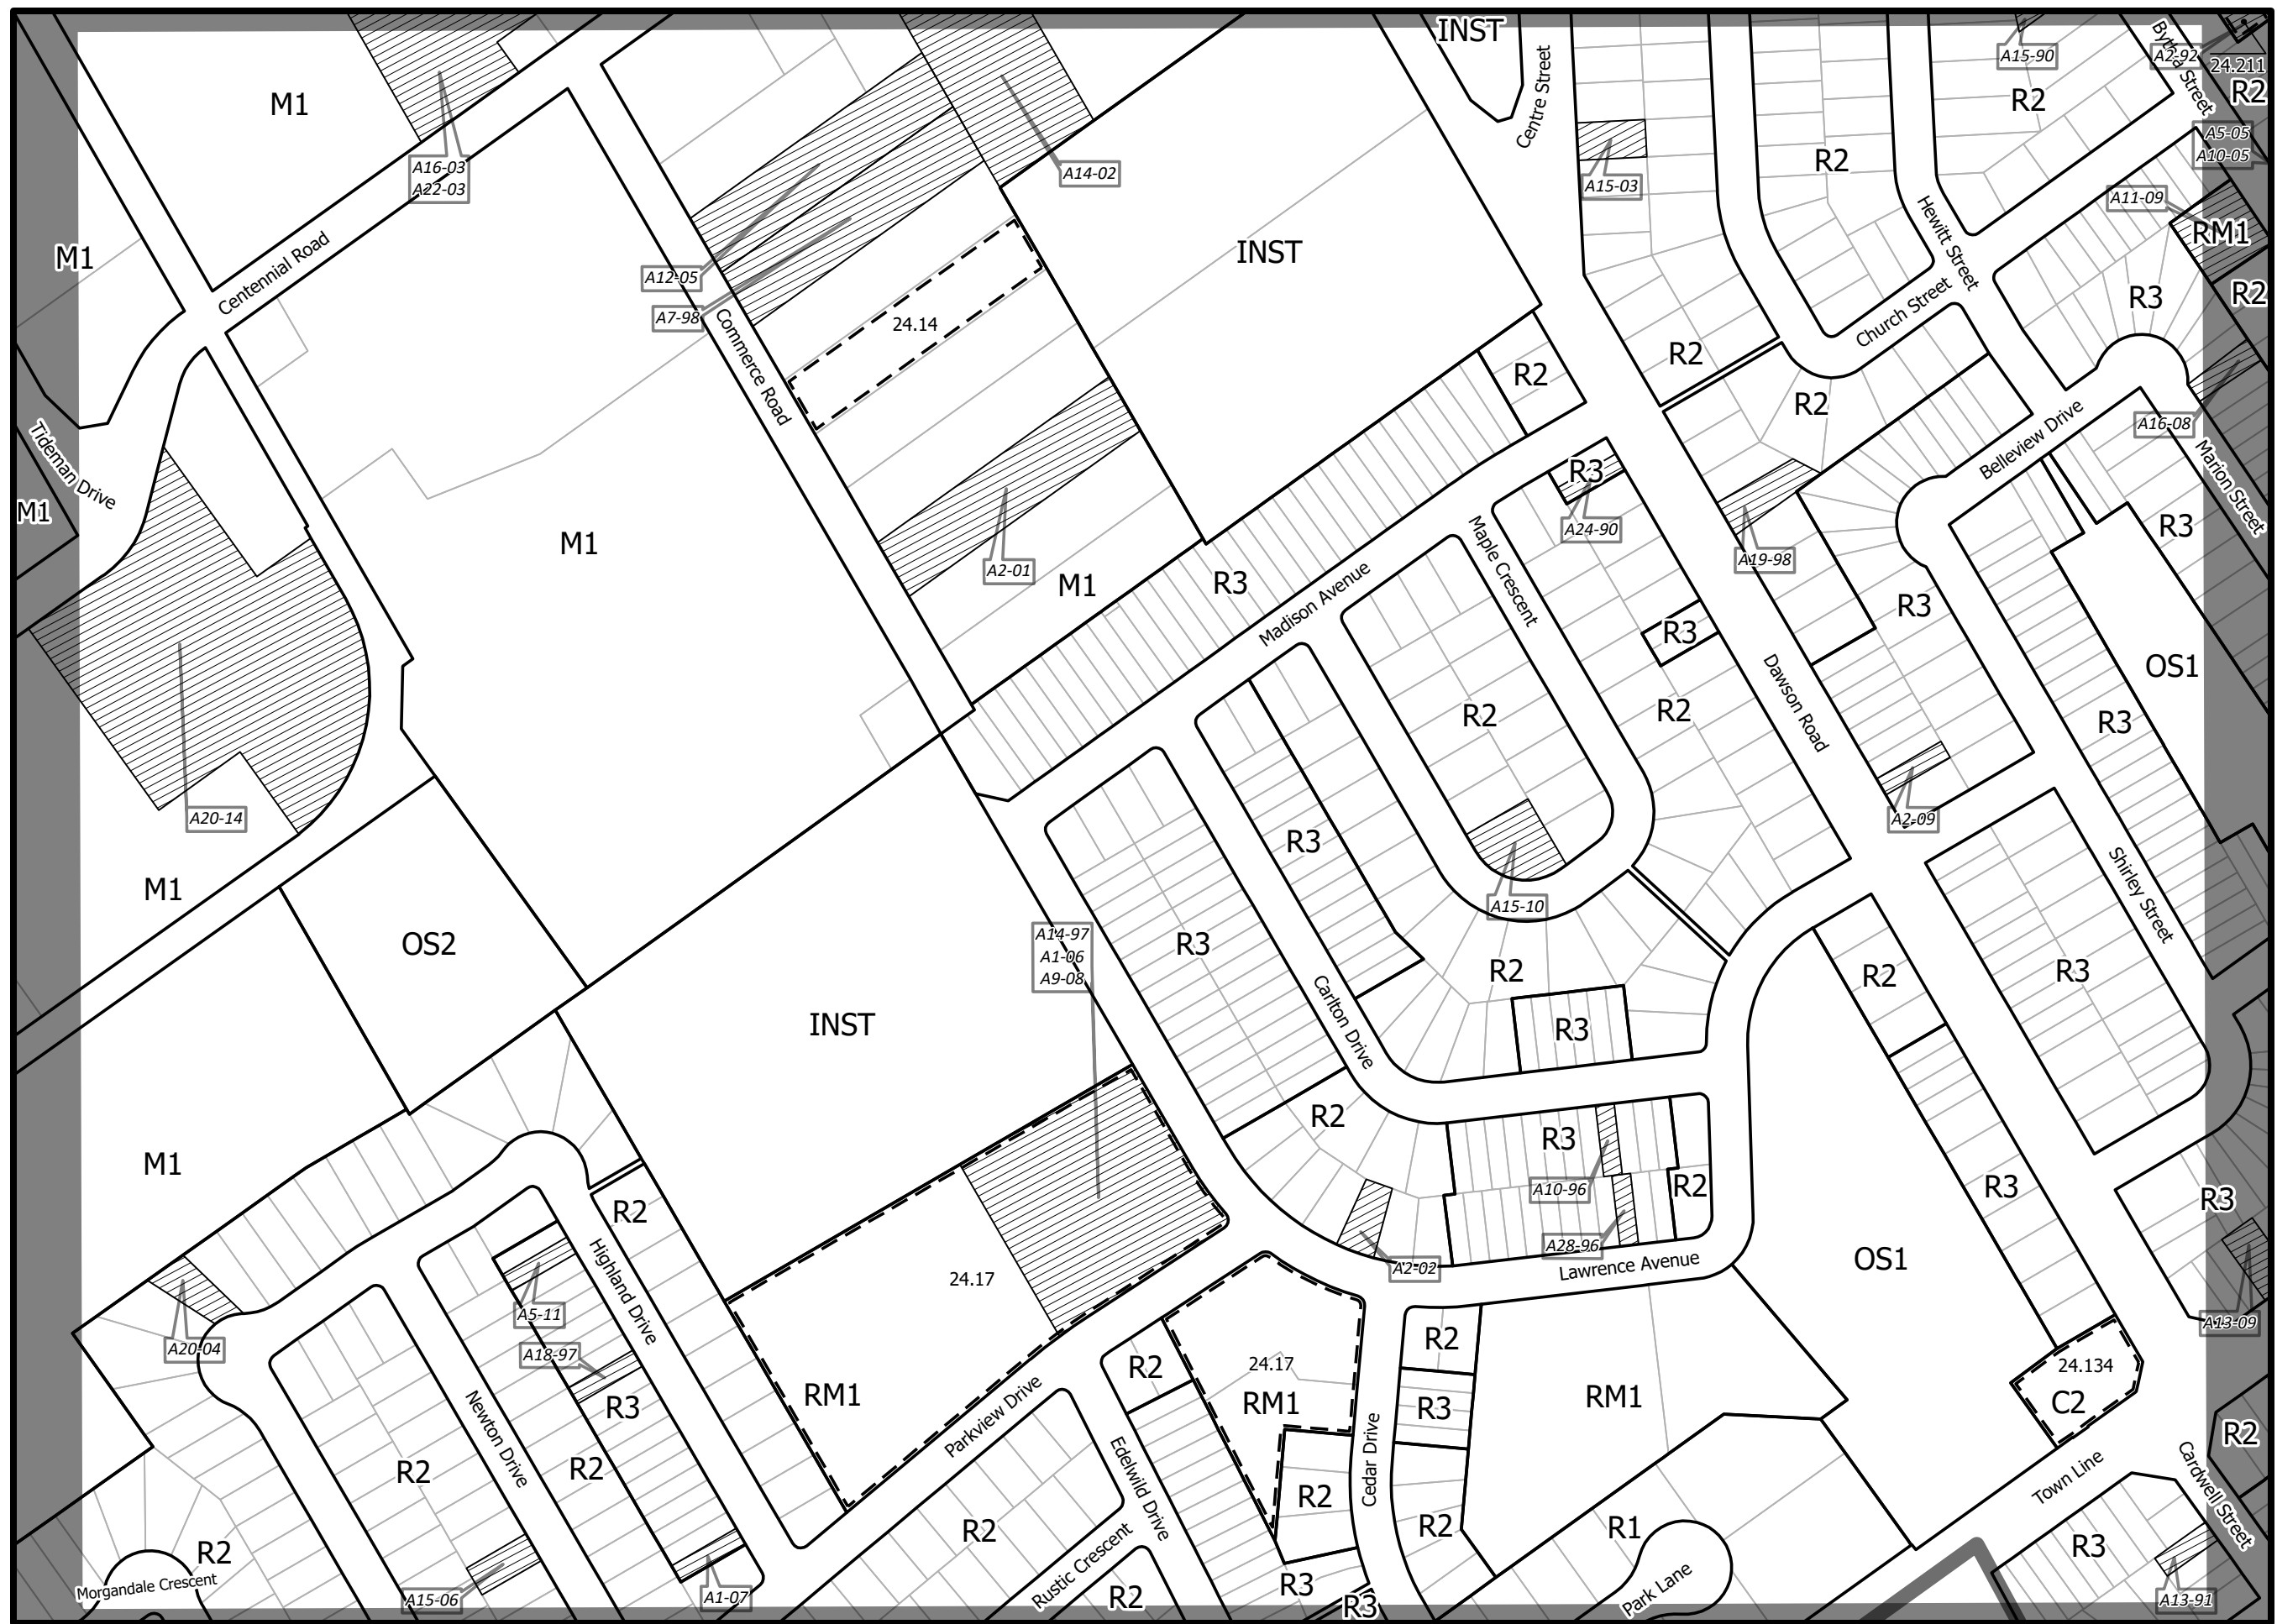 INST
M1
Centre Street
A15-90
Bythia Street
A2-92
24.211
R2
R2
A16-03
A22-03
A14-02
A15-03
R2
A5-05
A10-05
A11-09
RM1
Hewitt Street
M1
Centennial Road
INST
A12-05
A7-98
24.14
Commerce Road
Church Street
R3
R2
R2
R2
R2
A16-08
Belleview Drive
Marion Street
Tideman Drive
M1
M1
A2-01
M1
R3
Madison Avenue
Maple Crescent
R3
A24-90
A19-98
R3
R3
R3
OS1
R2
R2
Dawson Road
R3
A20-14
R3
A2-09
M1
A15-10
Shirley Street
OS2
A14-97
A1-06
A9-08
R3
R2
R2
R3
INST
Carlton Drive
R3
M1
R2
R3
A10-96
R2
R3
R3
R2
Highland Drive
24.17
A28-96
A2-02
Lawrence Avenue
OS1
A5-11
A20-04
A18-97
R3
Newton Drive
RM1
Parkview Drive
R2
24.17
RM1
R2
R3
RM1
24.134
C2
A13-09
R2
R2
R2
Edelwild Drive
Cedar Drive
R2
R2
Town Line
Cardwell Street
R2
R2
Morgandale Crescent
A15-06
A1-07
Rustic Crescent
R2
R3
R3
R1
Park Lane
R3
A13-91